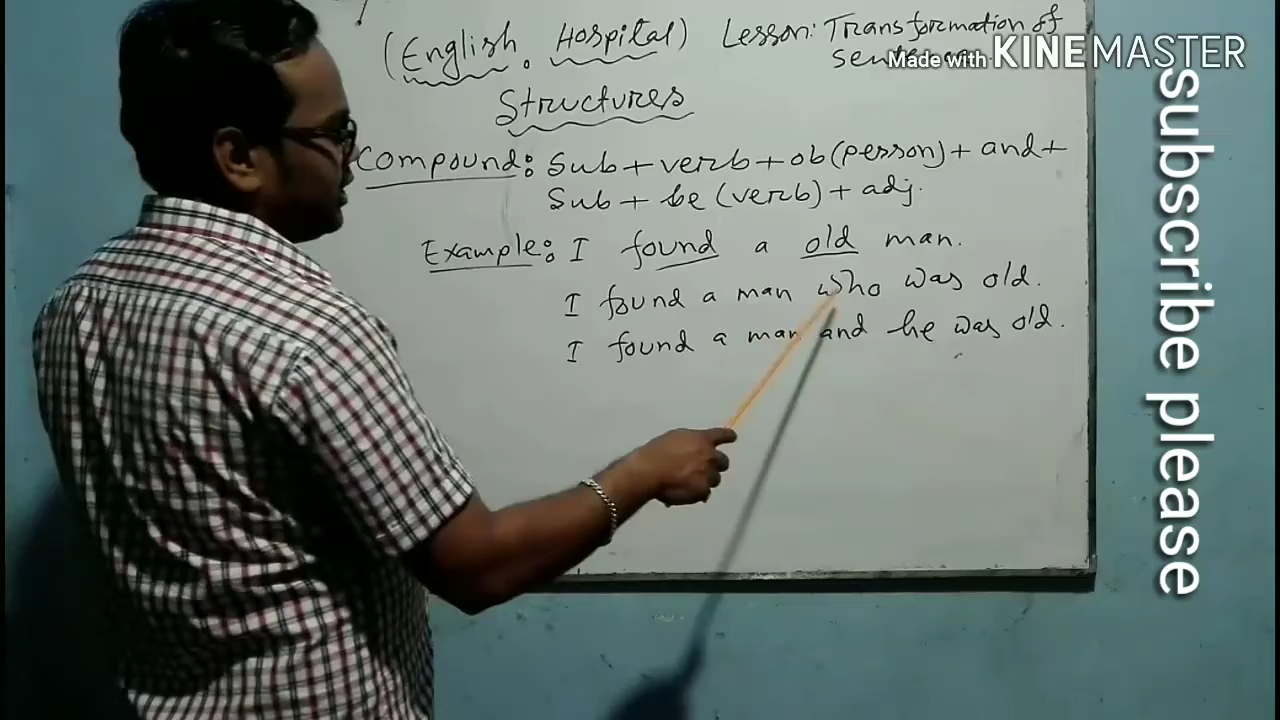 (English Hospital) Lesson: Transformation of
Made with KINEMASTER
Structures
Compound: Sub + verb + ob (person) + and +
Sub + be (verb) + adj.
Example: I found a old man.
I found a man who was old.
I found a man and he was old.
subscribe please